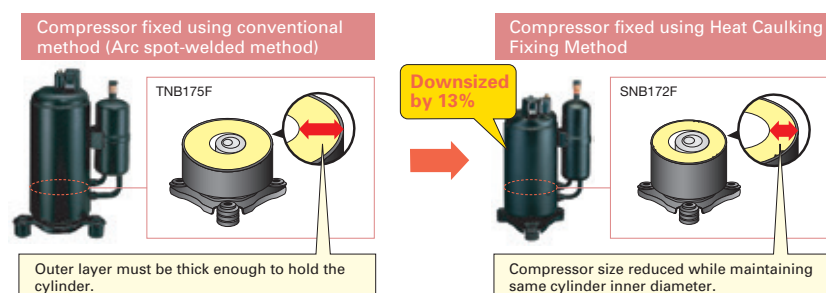 Compressor fixed using conventional
method (Arc spot-welded method)
TNB175F
Outer layer must be thick enough to hold the
cylinder.
Downsized
by 13%
Compressor fixed using Heat Caulking
Fixing Method
SNB172F
Compressor size reduced while maintaining
same cylinder inner diameter.